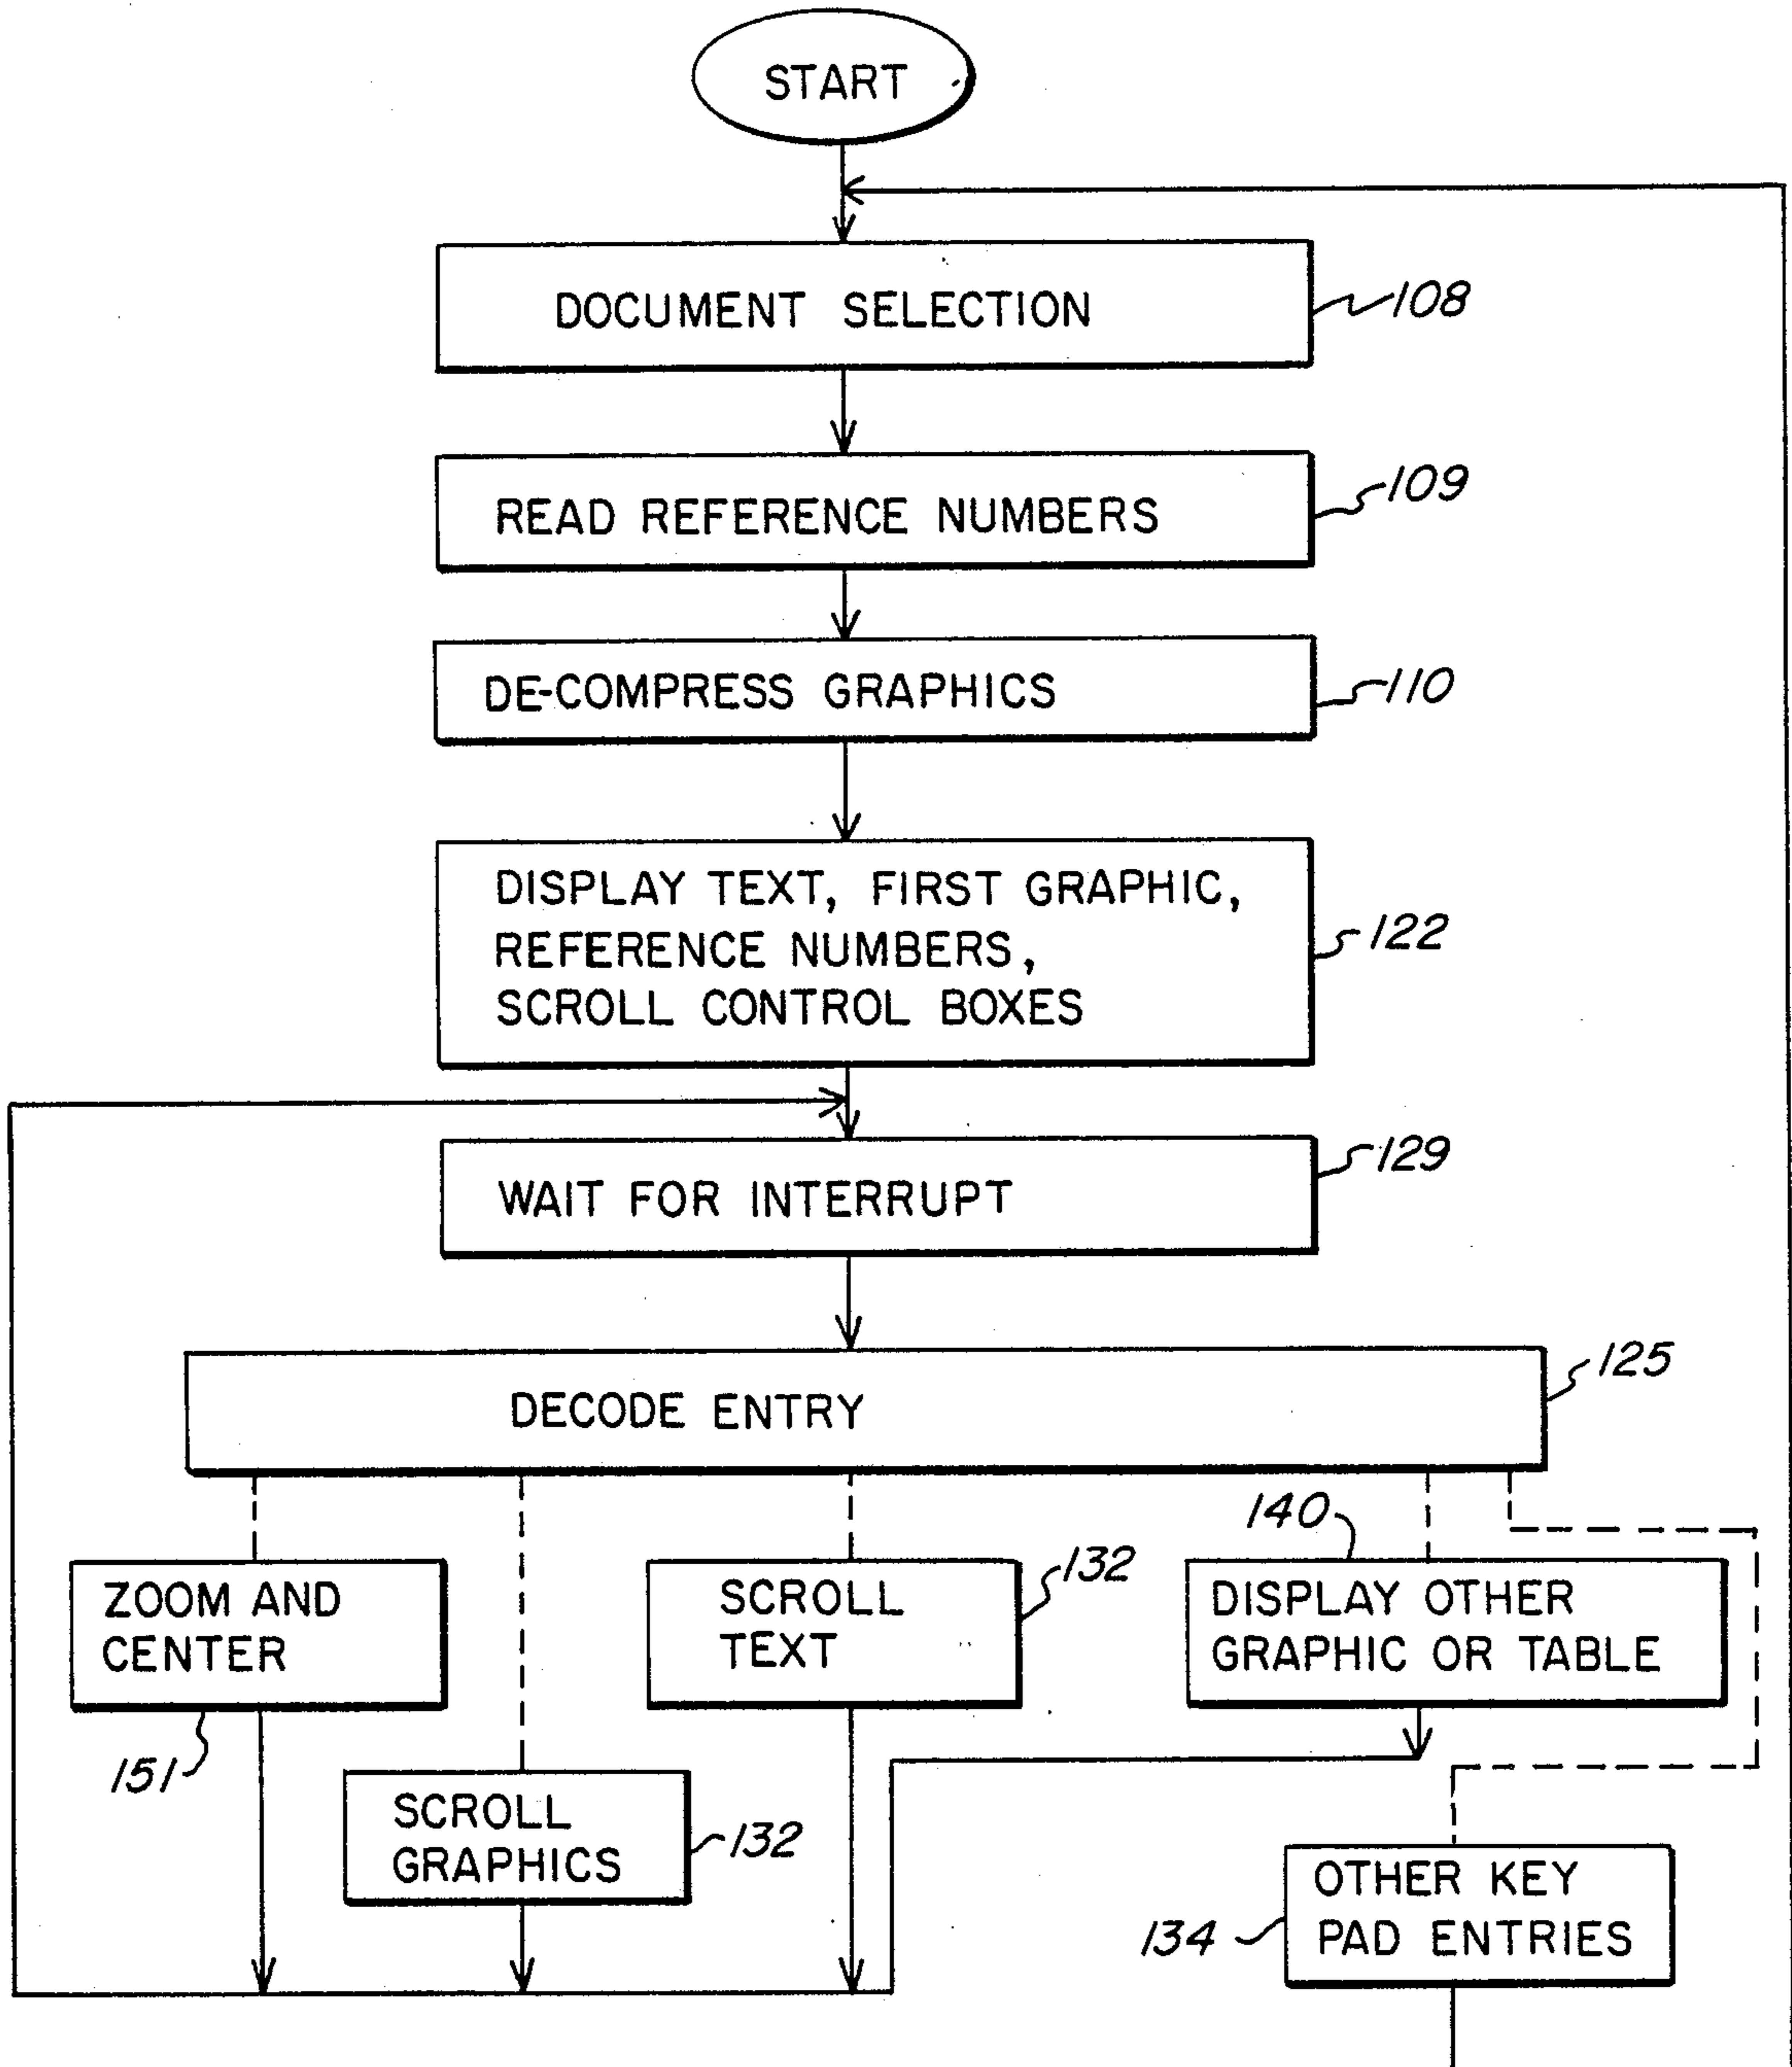 START
DOCUMENT SELECTION
108
READ REFERENCE NUMBERS
109
DE-COMPRESS GRAPHICS
110
DISPLAY TEXT, FIRST GRAPHIC,
REFERENCE NUMBERS,
SCROLL CONTROL BOXES
122
WAIT FOR INTERRUPT
129
DECODE ENTRY
125
ZOOM AND
CENTER
151
SCROLL
GRAPHICS
132
SCROLL
TEXT
132
140
DISPLAY OTHER
GRAPHIC OR TABLE
OTHER KEY
PAD ENTRIES
134